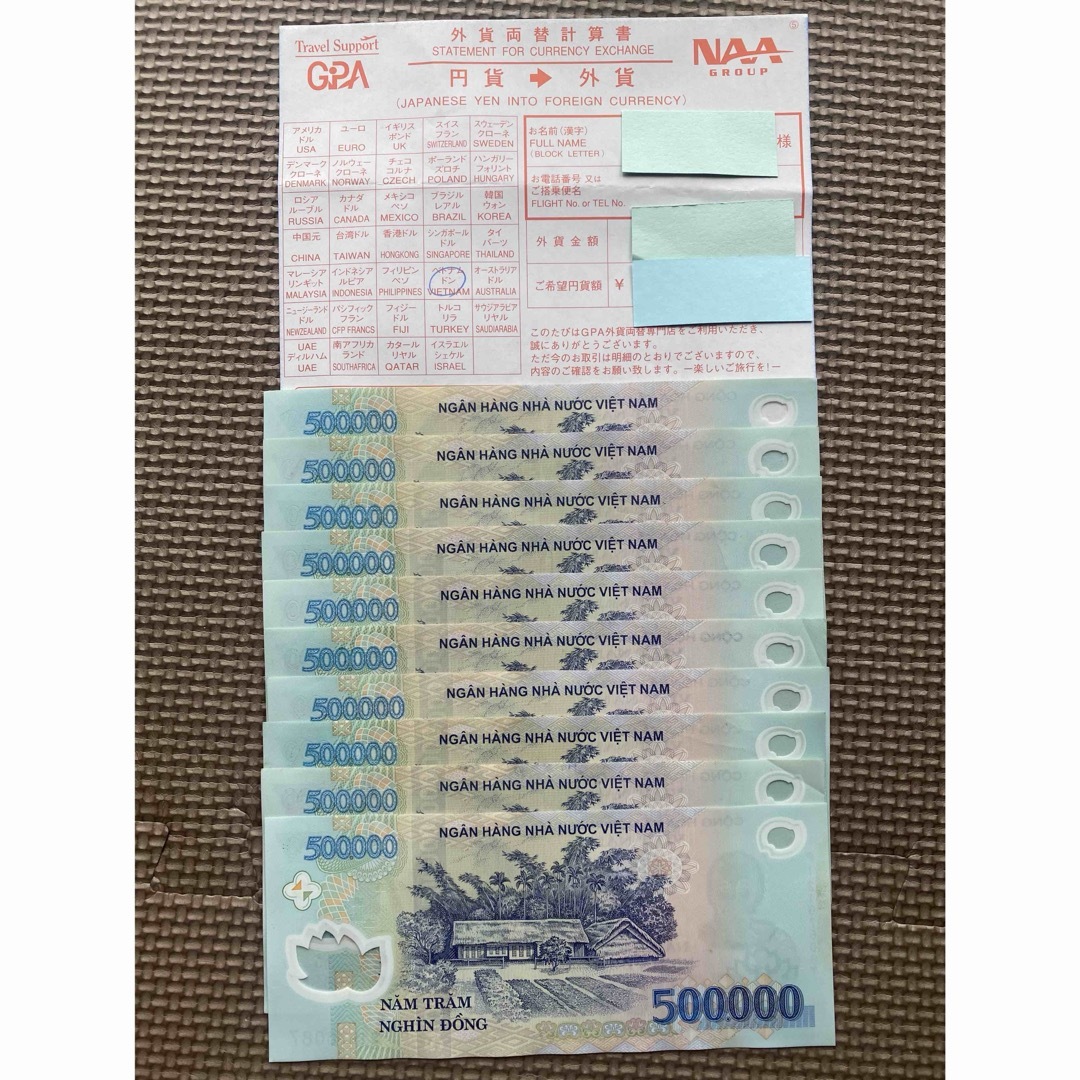 Travel Support
GPA
外貨両替計算書
STATEMENT FOR CURRENCY EXCHANGE
円貨 ➡ 外貨
(JAPANESE YEN INTO FOREIGN CURRENCY)
NAA
GROUP
⑤
アメリカ ドル USA
ユーロ EURO
イギリス ポンド UK
スイス フラン SWITZERLAND
スウェーデン クローネ SWEDEN
デンマーク クローネ DENMARK
ノルウェー クローネ NORWAY
チェコ コルナ CZECH
ポーランド ズロチ POLAND
ハンガリー フォリント HUNGARY
ロシア ルーブル RUSSIA
カナダ ドル CANADA
メキシコ ペソ MEXICO
ブラジル レアル BRAZIL
韓国 ウォン KOREA
中国元 CHINA
台湾ドル TAIWAN
香港ドル HONGKONG
シンガポール ドル SINGAPORE
タイ バーツ THAILAND
マレーシア リンギット MALAYSIA
インドネシア ルピア INDONESIA
フィリピン ペソ PHILIPPINES
ベトナム ドン VIETNAM
オーストラリア ドル AUSTRALIA
ニュージーランド ドル NEWZEALAND
パシフィック フラン CFP FRANCS
フィジー ドル FIJI
トルコ リラ TURKEY
サウジアラビア リヤル SAUDIARABIA
UAE ディルハム UAE
南アフリカ ランド SOUTHAFRICA
カタール リヤル QATAR
イスラエル シェケル ISRAEL
お名前(漢字)
FULL NAME
(BLOCK LETTER)
様
お電話番号 又は
ご搭乗便名
FLIGHT No. or TEL No.
外貨金額
ご希望円貨額 ¥
このたびはGPA外貨両替専門店をご利用いただき、
誠にありがとうございます。
ただ今のお取引は明細のとおりでございますので、
内容のご確認をお願い致します。ー楽しいご旅行を!ー
500.000 NGÂN HÀNG NHÀ NƯỚC VIỆT NAM
500.000 NGÂN HÀNG NHÀ NƯỚC VIỆT NAM
500.000 NGÂN HÀNG NHÀ NƯỚC VIỆT NAM
500.000 NGÂN HÀNG NHÀ NƯỚC VIỆT NAM
500.000 NGÂN HÀNG NHÀ NƯỚC VIỆT NAM
500.000 NGÂN HÀNG NHÀ NƯỚC VIỆT NAM
500.000 NGÂN HÀNG NHÀ NƯỚC VIỆT NAM
500.000 NGÂN HÀNG NHÀ NƯỚC VIỆT NAM
500.000 NGÂN HÀNG NHÀ NƯỚC VIỆT NAM
500.000 NGÂN HÀNG NHÀ NƯỚC VIỆT NAM
NĂM TRĂM
NGHÌN ĐỒNG
500.000